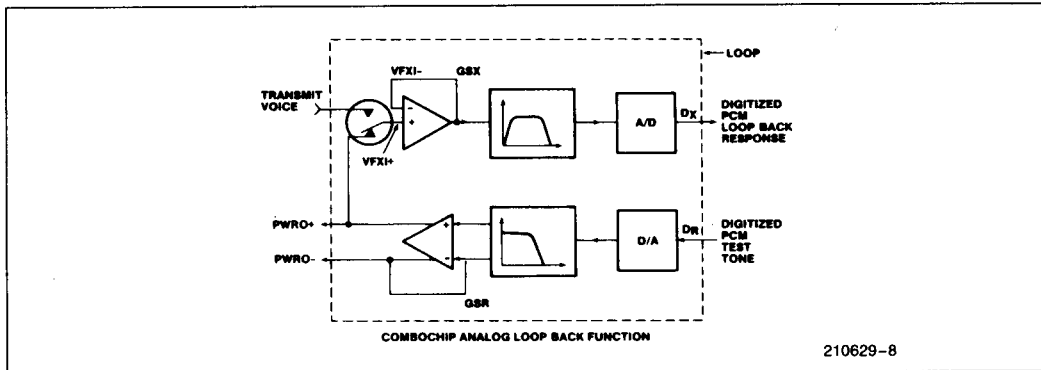 LOOP
VFXI-
GSX
TRANSMIT
VOICE
-
+
VFXI+
A/D
DX
DIGITIZED
PCM
LOOP BACK
RESPONSE
PWRO+
PWRO-
+
-
GSR
D/A
DR
DIGITIZED
PCM
TEST
TONE
COMBOCHIP ANALOG LOOP BACK FUNCTION
210629-8